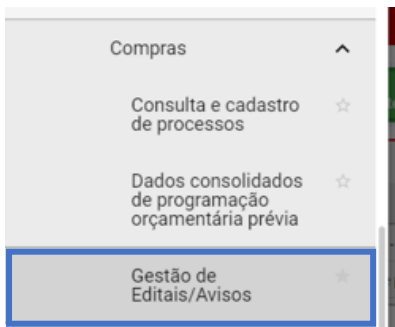 Compras
Consulta e cadastro
de processos
Dados consolidados
de programação
orçamentária prévia
Gestão de
Editais/Avisos